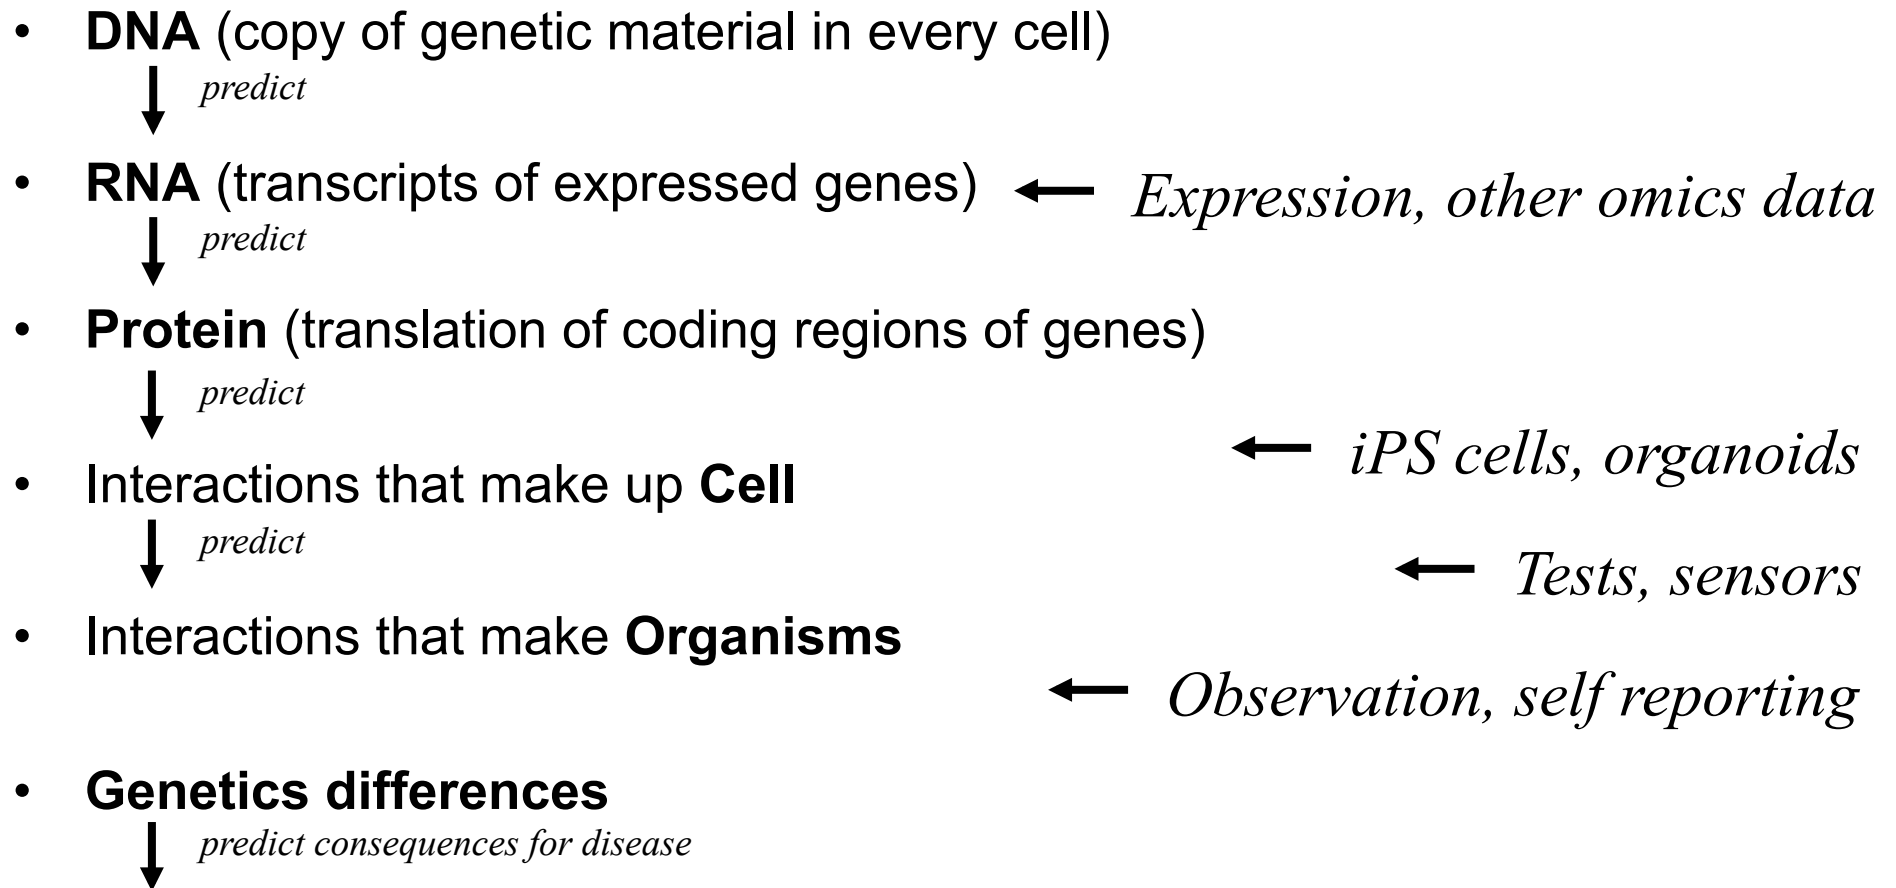 • DNA (copy of genetic material in every cell)
predict
• RNA (transcripts of expressed genes)
Expression, other omics data
predict
• Protein (translation of coding regions of genes)
predict
iPS cells, organoids
• Interactions that make up Cell
predict
Tests, sensors
• Interactions that make Organisms
Observation, self reporting
• Genetics differences
predict consequences for disease